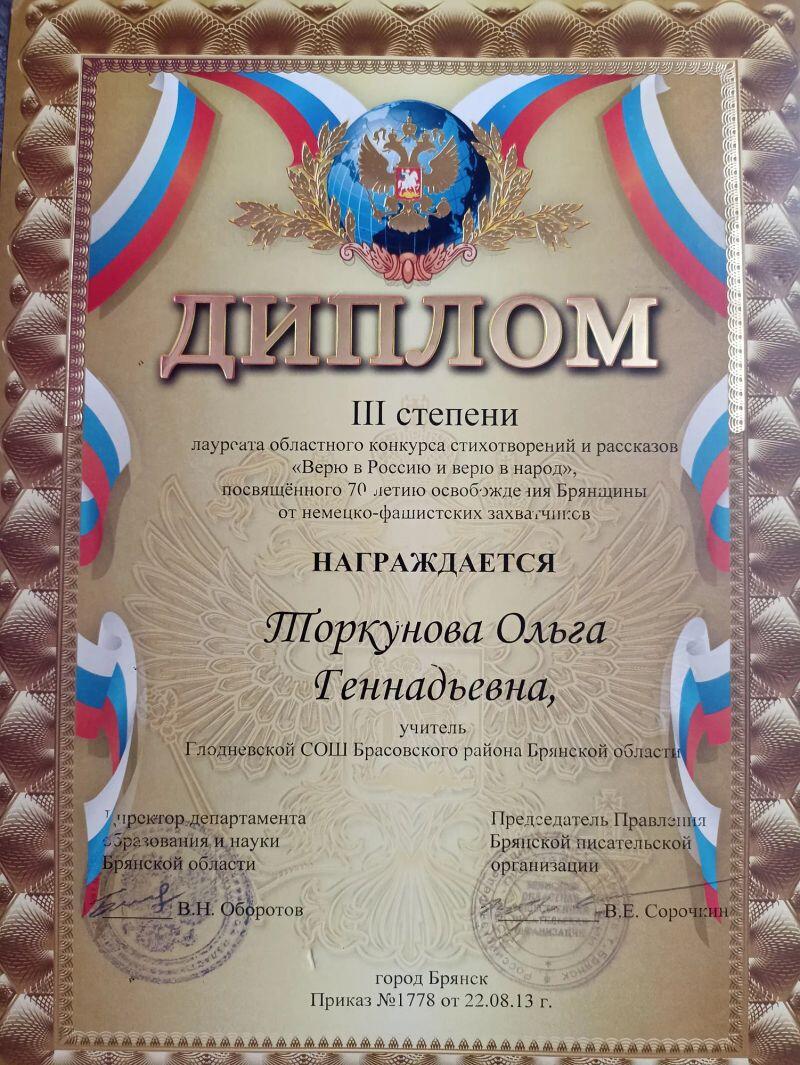 ДИПЛОМ
III степени
лауреата областного конкурса стихотворений и рассказов
«Верю в Россию и верю в народ»,
посвящённого 70 летию освобождения Брянщины
от немецко-фашистских захватчиков
НАГРАЖДАЕТСЯ
Торкунова Ольга
Геннадьевна,
учитель
Глодневской СОШ Брасовского района Брянской области
Директор департамента
образования и науки
Брянской области
В.Н. Оборотов
Председатель Правления
Брянской писательской
организации
В.Е. Сорочкин
город Брянск
Приказ №1778 от 22.08.13 г.